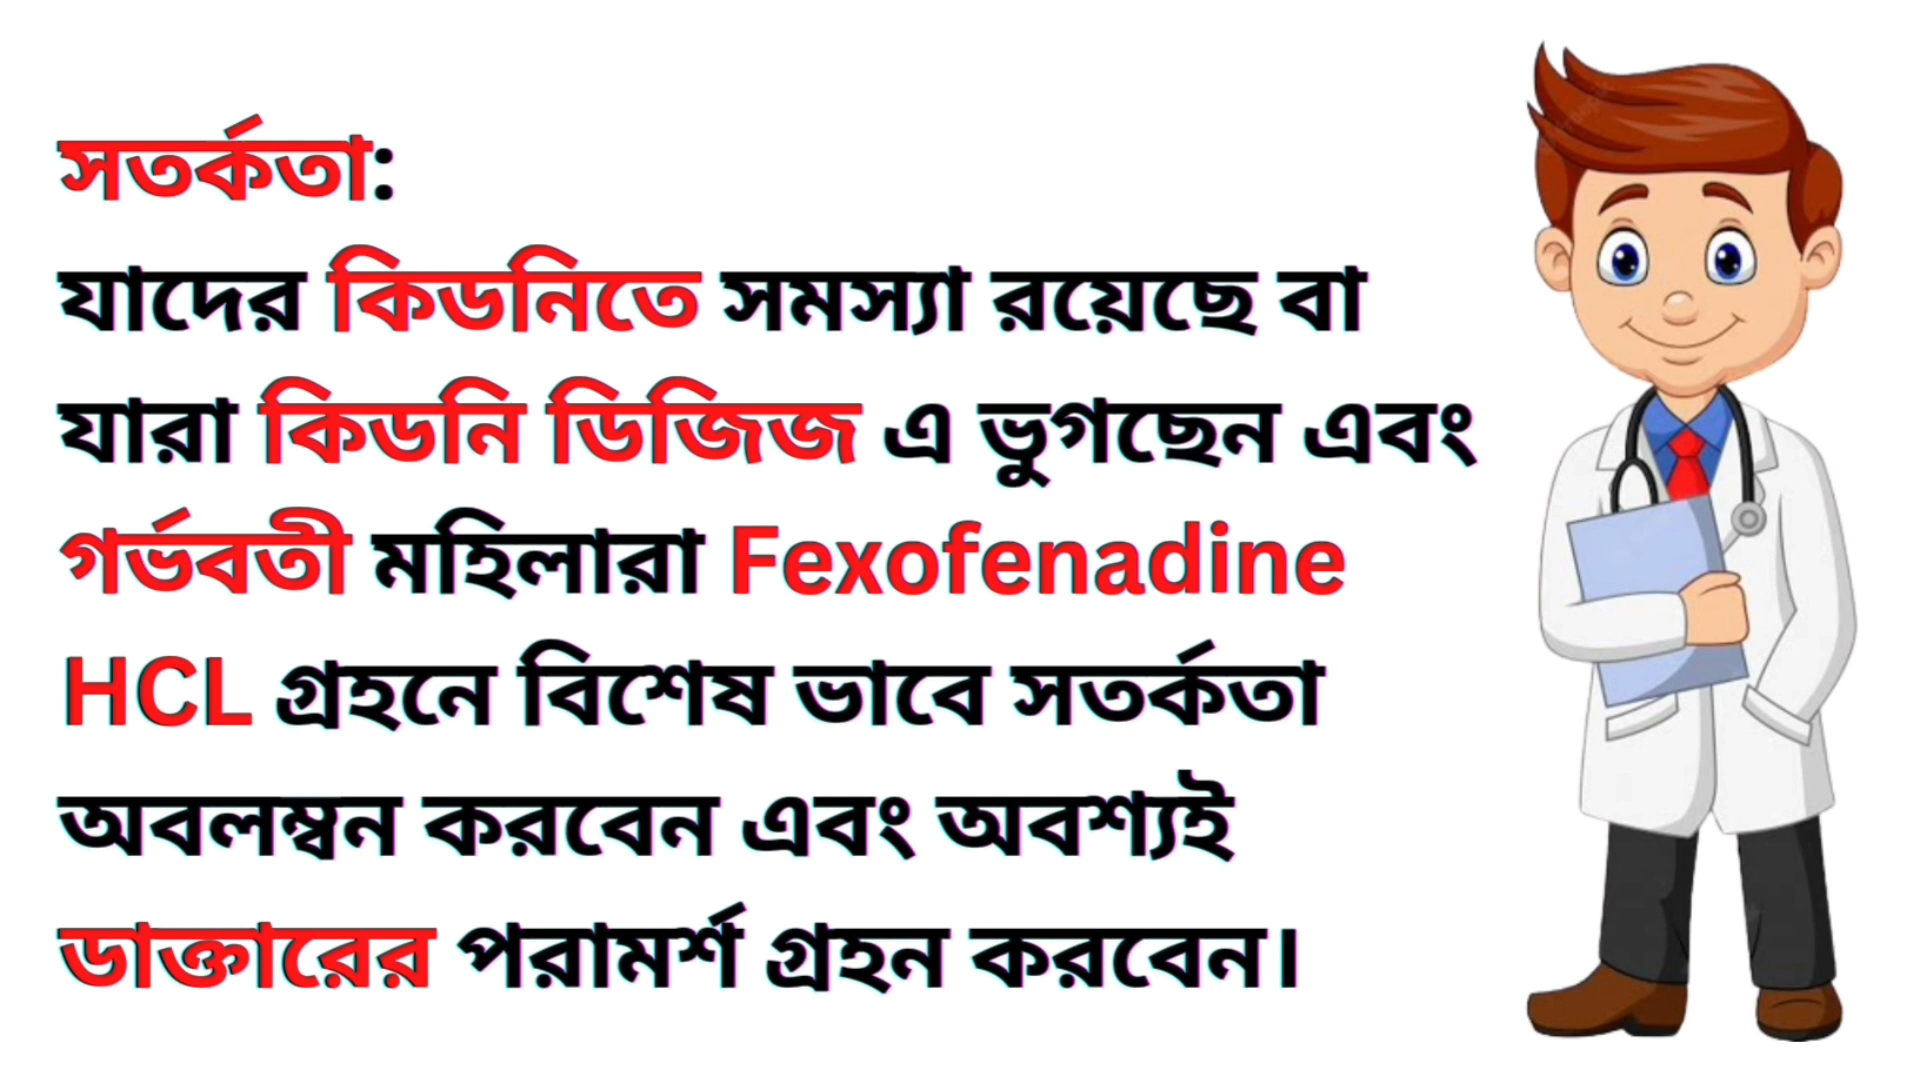 সতর্কতা:
যাদের কিডনিতে সমস্যা রয়েছে বা
যারা কিডনি ডিজিজ এ ভুগছেন এবং
গর্ভবতী মহিলারা Fexofenadine
HCL গ্রহনে বিশেষ ভাবে সতর্কতা
অবলম্বন করবেন এবং অবশ্যই
ডাক্তারের পরামর্শ গ্রহন করবেন।